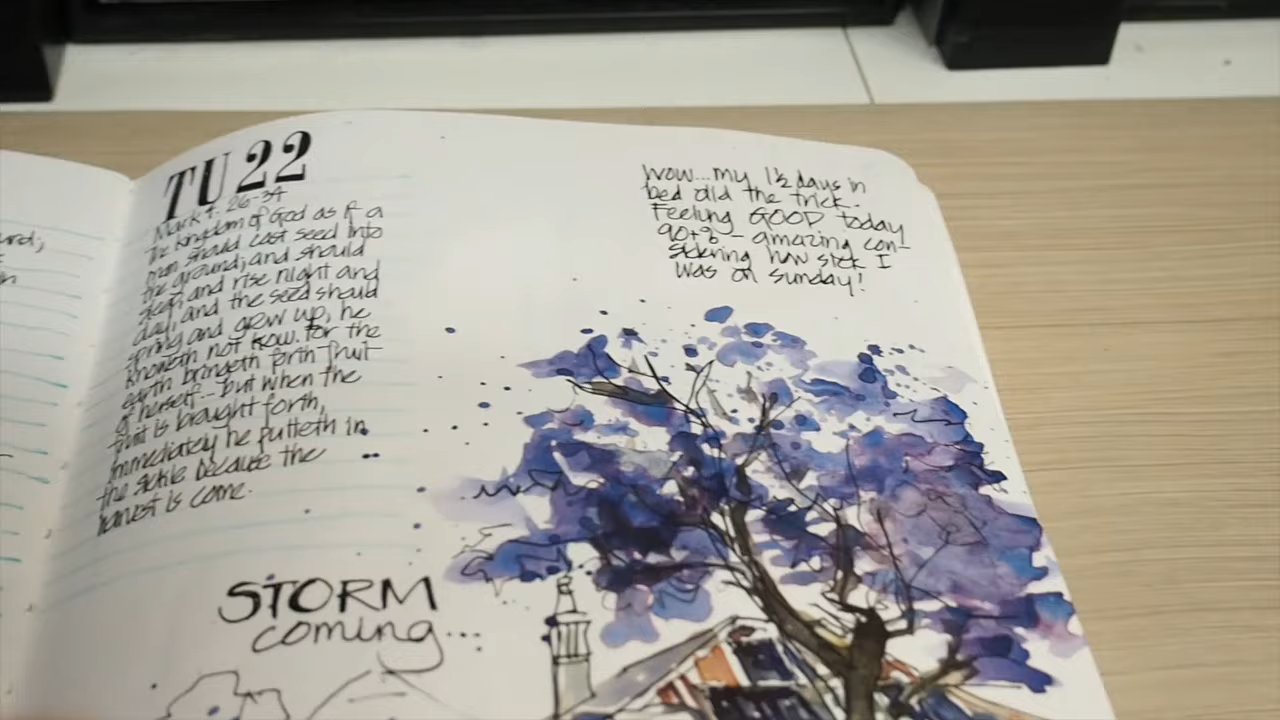 TU 22
Mark 4: 26-34
the kingdom of God as if a
man should cast seed into
the ground; and should
sleep, and rise night and
day, and the seed should
spring and grow up, he
knoweth not how. For the
earth bringeth forth fruit
of herself... but when the
fruit is brought forth,
immediately he putteth in
the sickle because the
harvest is come.
Wow... my 1½ days in
bed did the trick.
Feeling GOOD today
90+% - amazing con-
sidering how sick I
was on Sunday!
STORM
coming...